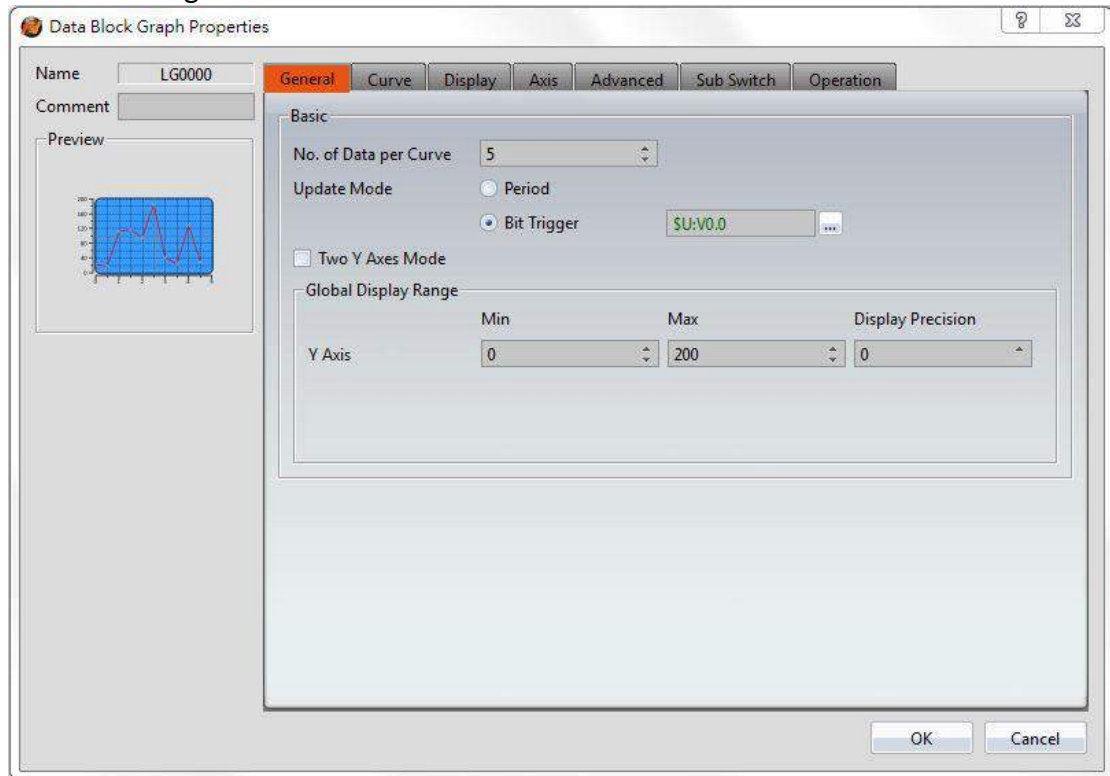 Data Block Graph Properties
Name LG0000
Comment
Preview
General Curve Display Axis Advanced Sub Switch Operation
Basic
No. of Data per Curve 5
Update Mode Period
Bit Trigger $U:V0.0 ...
Two Y Axes Mode
Global Display Range
Min Max Display Precision
Y Axis 0 200 0
OK Cancel